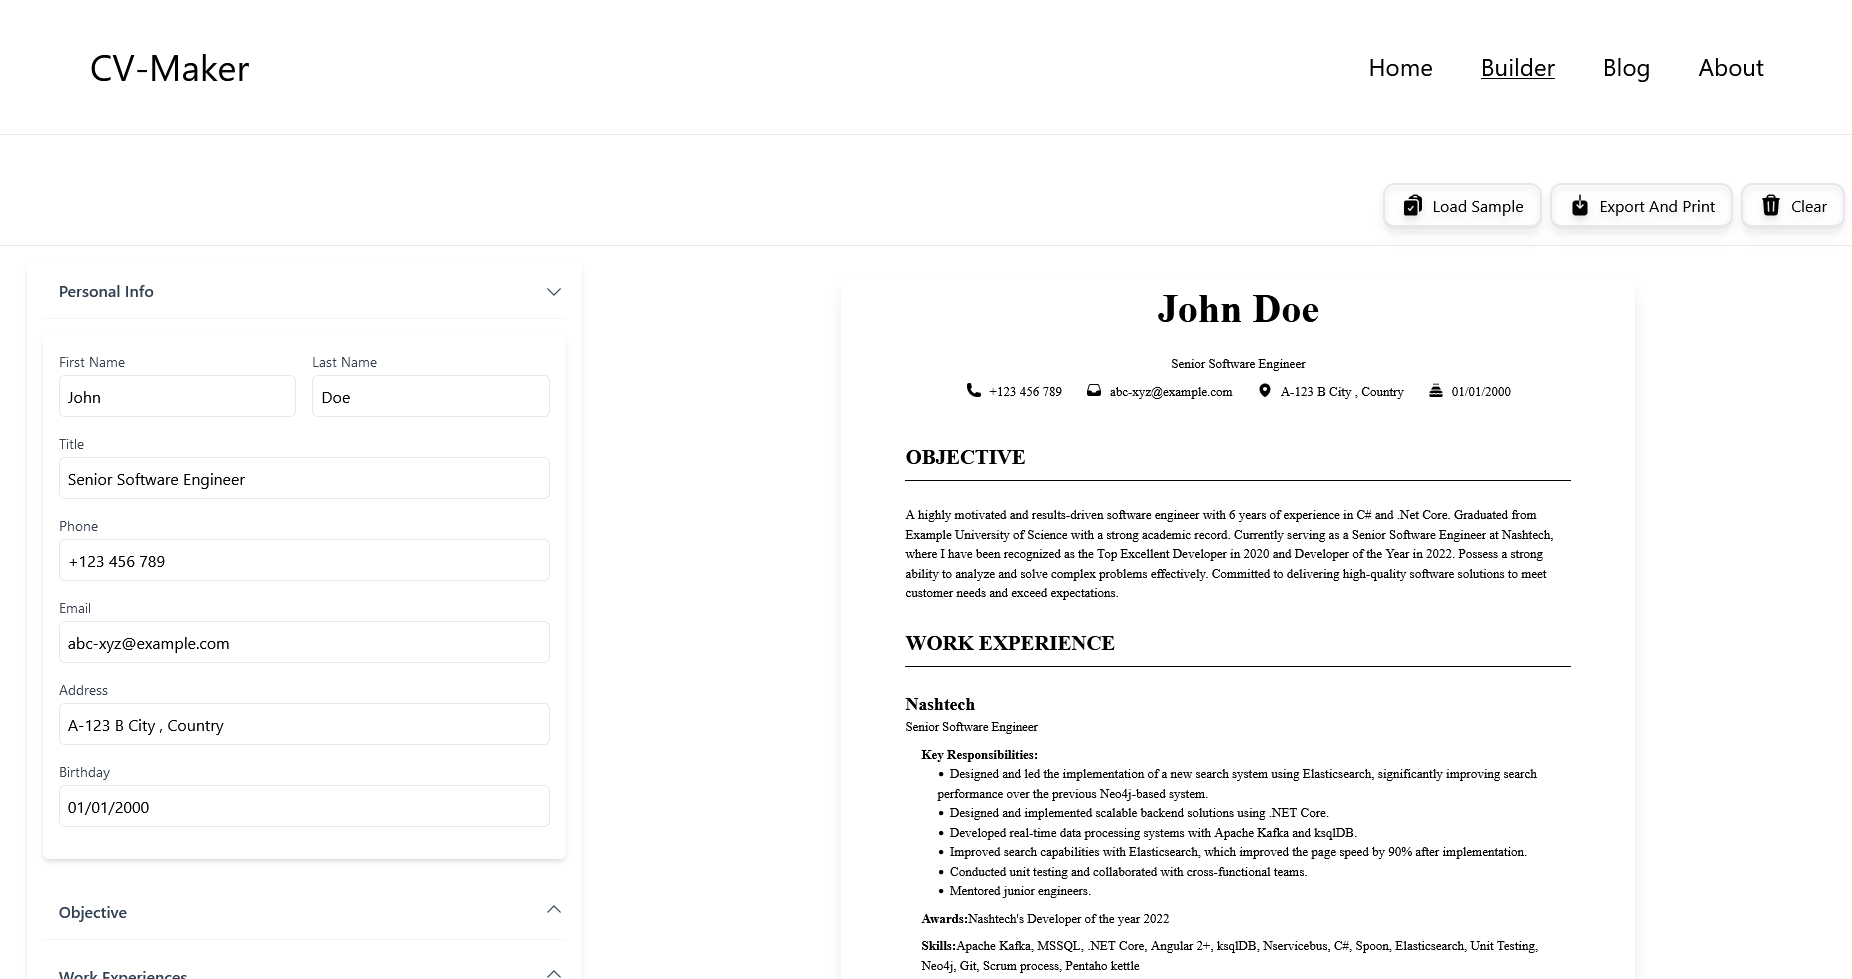 CV-Maker
Home Builder Blog About
Load Sample Export And Print Clear
Personal Info
First Name Last Name
John Doe
Title
Senior Software Engineer
Phone
+123 456 789
Email
abc-xyz@example.com
Address
A-123 B City , Country
Birthday
01/01/2000
Objective
Work Experiences
John Doe
Senior Software Engineer
+123 456 789 abc-xyz@example.com A-123 B City , Country 01/01/2000
OBJECTIVE
A highly motivated and results-driven software engineer with 6 years of experience in C# and .Net Core. Graduated from
Example University of Science with a strong academic record. Currently serving as a Senior Software Engineer at Nashtech,
where I have been recognized as the Top Excellent Developer in 2020 and Developer of the Year in 2022. Possess a strong
ability to analyze and solve complex problems effectively. Committed to delivering high-quality software solutions to meet
customer needs and exceed expectations.
WORK EXPERIENCE
Nashtech
Senior Software Engineer
Key Responsibilities:
• Designed and led the implementation of a new search system using Elasticsearch, significantly improving search
performance over the previous Neo4j-based system.
• Designed and implemented scalable backend solutions using .NET Core.
• Developed real-time data processing systems with Apache Kafka and ksqlDB.
• Improved search capabilities with Elasticsearch, which improved the page speed by 90% after implementation.
• Conducted unit testing and collaborated with cross-functional teams.
• Mentored junior engineers.
Awards:Nashtech's Developer of the year 2022
Skills:Apache Kafka, MSSQL, .NET Core, Angular 2+, ksqlDB, Nservicebus, C#, Spoon, Elasticsearch, Unit Testing,
Neo4j, Git, Scrum process, Pentaho kettle